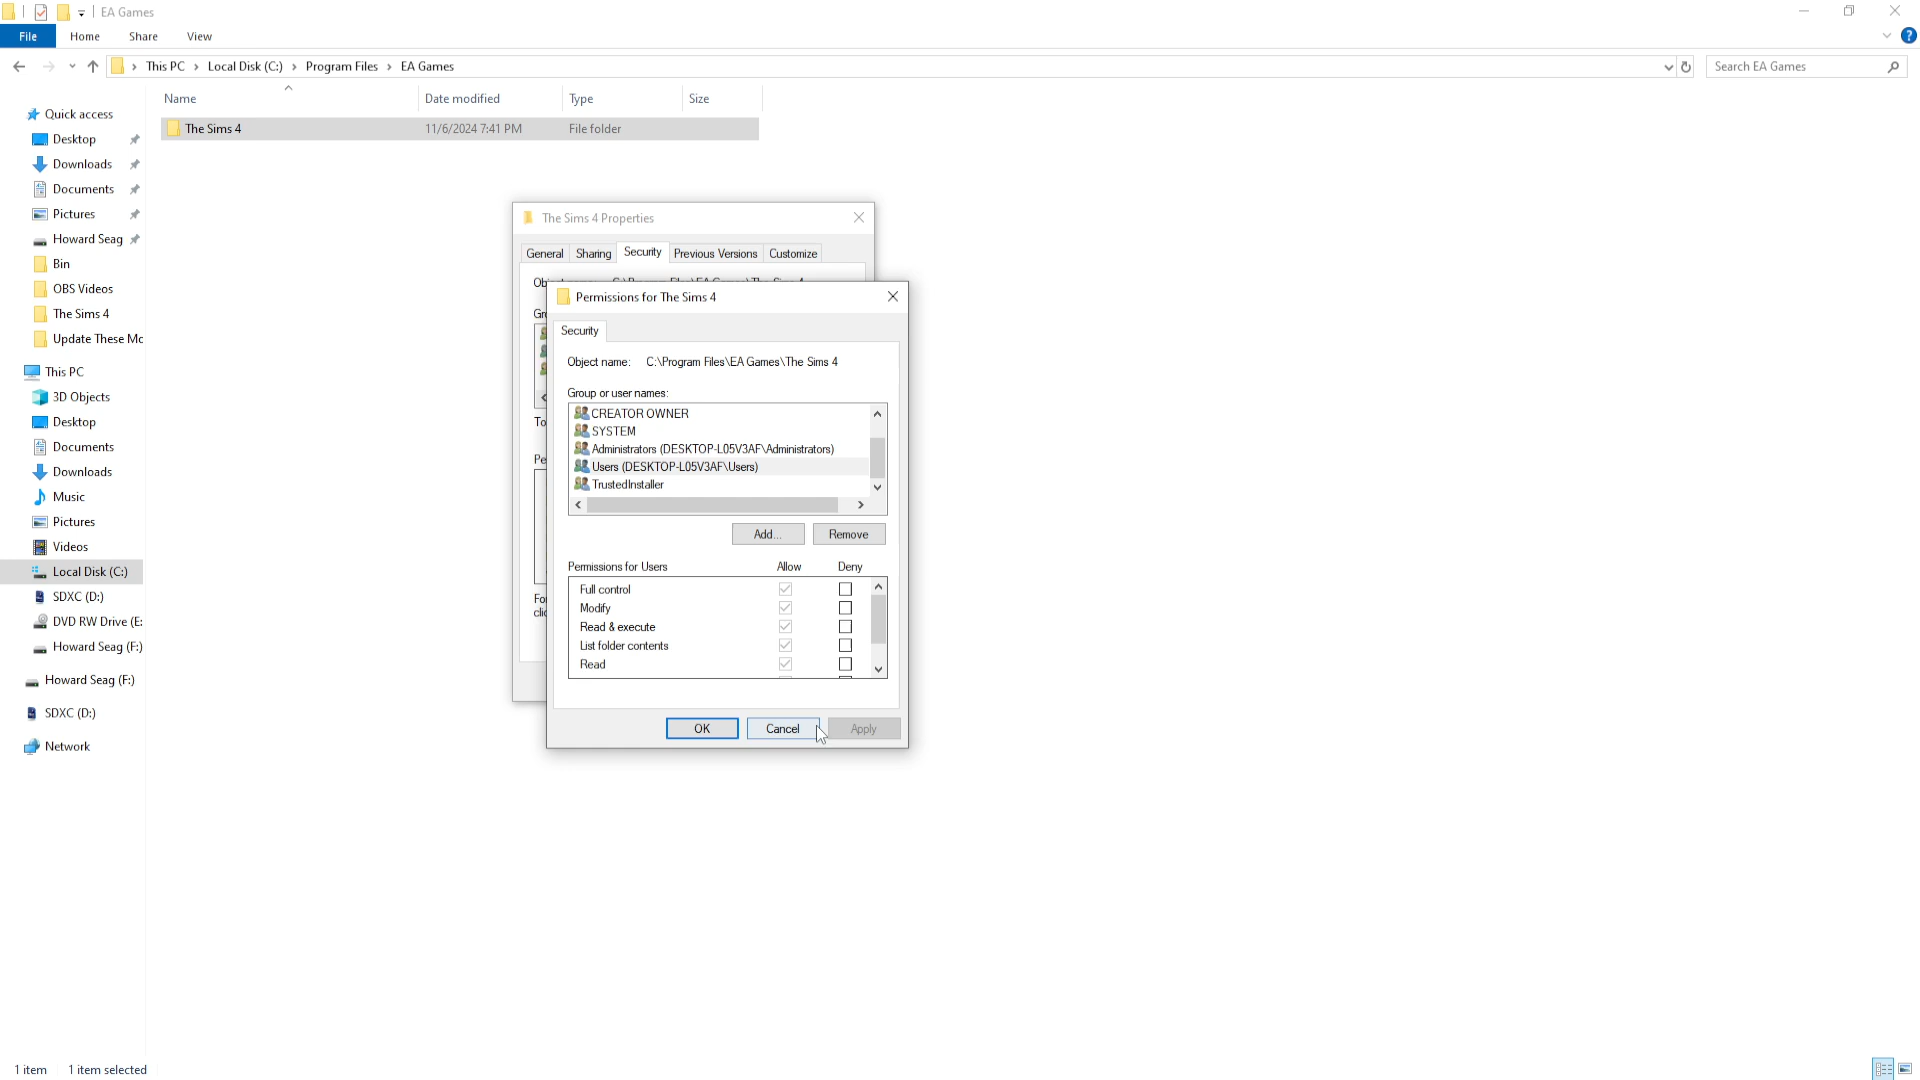 EA Games
File Home Share View
This PC › Local Disk (C:) › Program Files › EA Games
Search EA Games
Name Date modified Type Size
The Sims 4 11/6/2024 7:41 PM File folder
Quick access
Desktop
Downloads
Documents
Pictures
Howard Seag
Bin
OBS Videos
The Sims 4
Update These Mc
This PC
3D Objects
Desktop
Documents
Downloads
Music
Pictures
Videos
Local Disk (C:)
SDXC (D:)
DVD RW Drive (E:
Howard Seag (F:)
Howard Seag (F:)
SDXC (D:)
Network
The Sims 4 Properties
General Sharing Security Previous Versions Customize
Permissions for The Sims 4
Security
Object name: C:\Program Files\EA Games\The Sims 4
Group or user names:
CREATOR OWNER
SYSTEM
Administrators (DESKTOP-L05V3AF\Administrators)
Users (DESKTOP-L05V3AF\Users)
TrustedInstaller
Add... Remove
Permissions for Users Allow Deny
Full control
Modify
Read & execute
List folder contents
Read
OK Cancel Apply
1 item 1 item selected